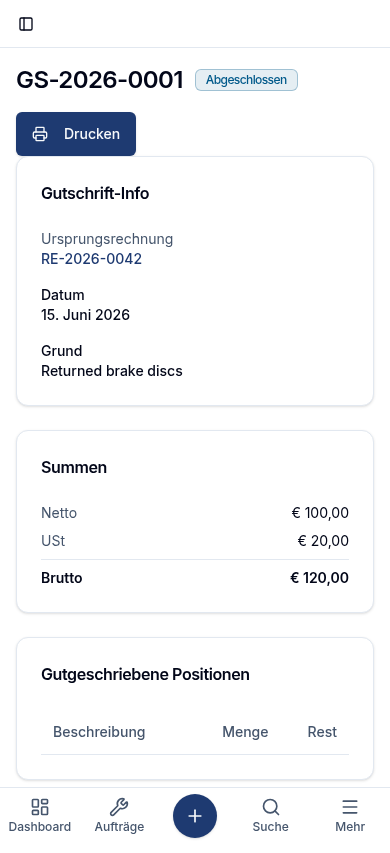 GS-2026-0001 Abgeschlossen
Drucken
Gutschrift-Info
Ursprungsrechnung
RE-2026-0042
Datum
15. Juni 2026
Grund
Returned brake discs
Summen
Netto € 100,00
USt € 20,00
Brutto € 120,00
Gutgeschriebene Positionen
Beschreibung Menge Rest
Dashboard Aufträge Suche Mehr